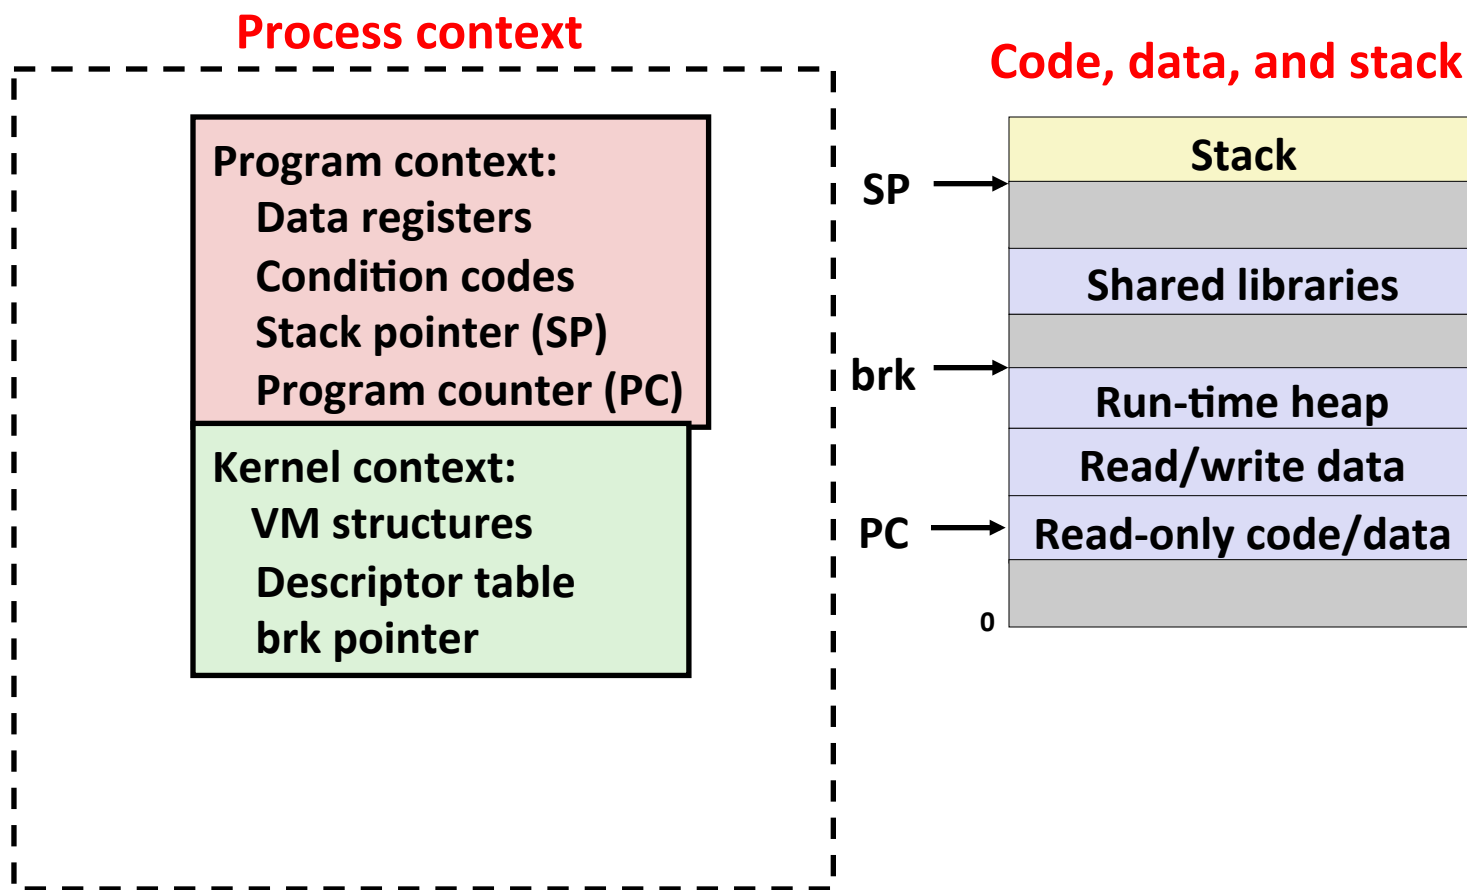 Process context
Program context:
Data registers
Condition codes
Stack pointer (SP)
Program counter (PC)
Kernel context:
VM structures
Descriptor table
brk pointer
Code, data, and stack
Stack
SP
Shared libraries
brk
Run-time heap
Read/write data
PC
Read-only code/data
0